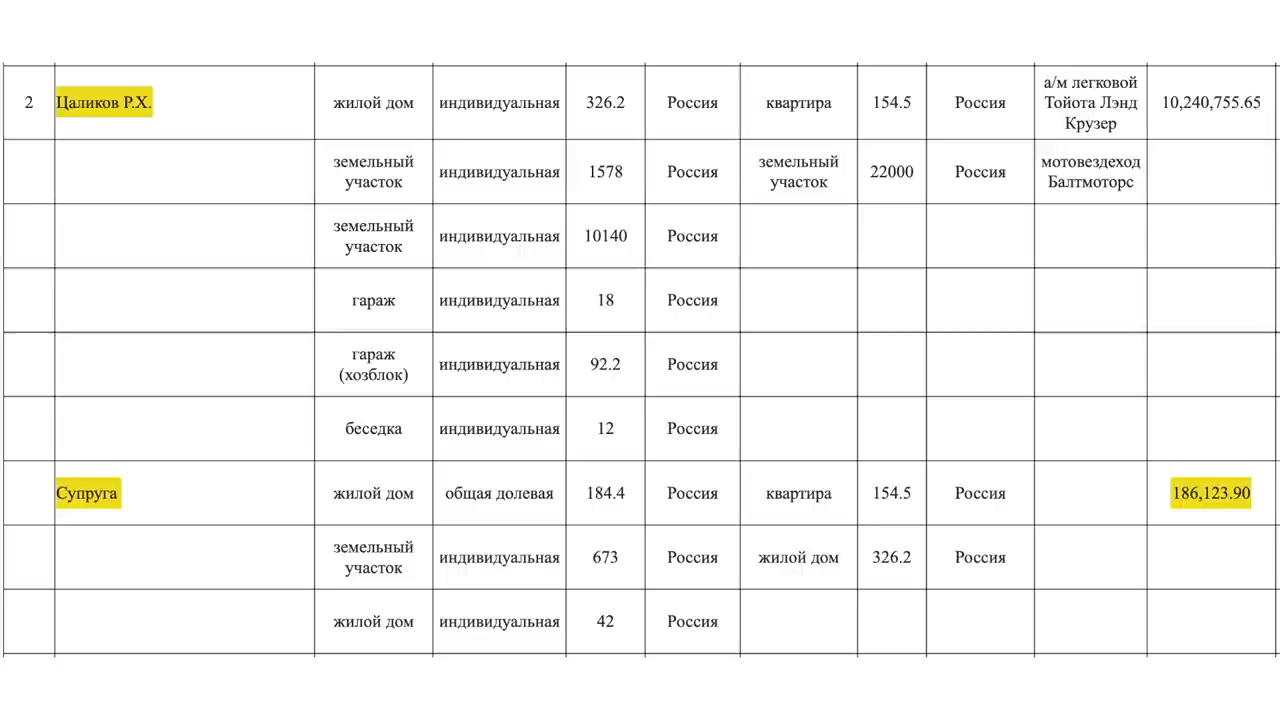 2 Цаликов Р.Х. жилой дом индивидуальная 326.2 Россия квартира 154.5 Россия а/м легковой Тойота Лэнд Крузер 10,240,755.65
земельный участок индивидуальная 1578 Россия земельный участок 22000 Россия мотовездеход Балтмоторс
земельный участок индивидуальная 10140 Россия
гараж индивидуальная 18 Россия
гараж (хозблок) индивидуальная 92.2 Россия
беседка индивидуальная 12 Россия
Супруга жилой дом общая долевая 184.4 Россия квартира 154.5 Россия 186,123.90
земельный участок индивидуальная 673 Россия жилой дом 326.2 Россия
жилой дом индивидуальная 42 Россия